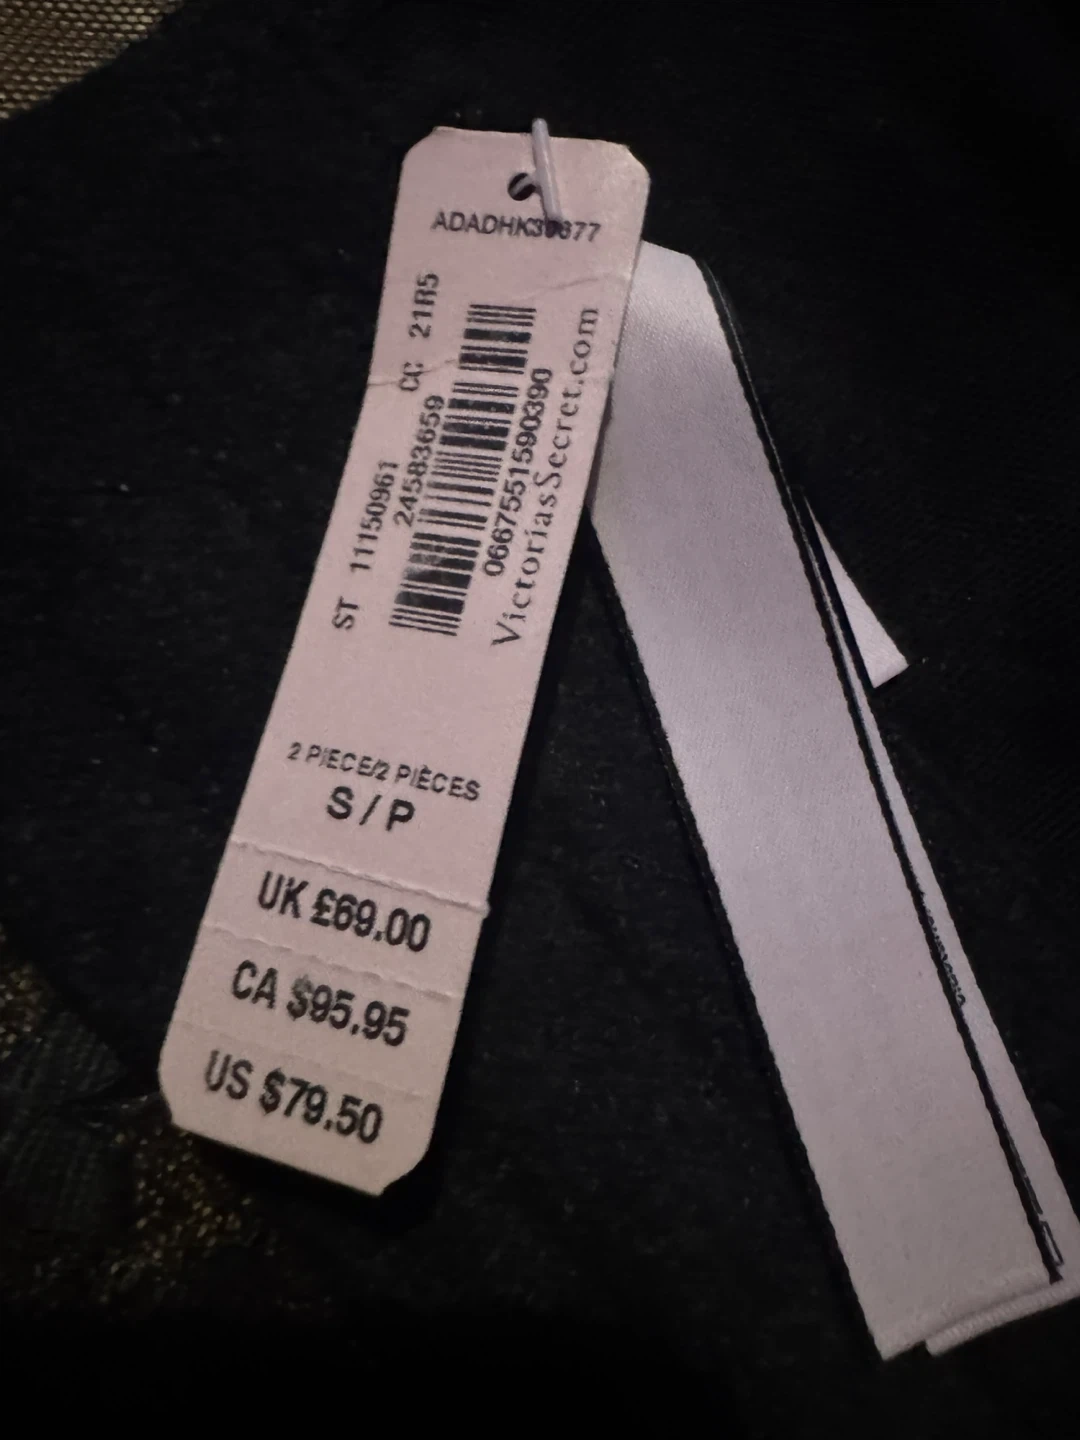 ADADHK39677
ST 11150961 CC 21R5
24583659
0667551590390
VictoriasSecret.com
2 PIECE/2 PIÈCES
S / P
UK £69.00
CA $95.95
US $79.50